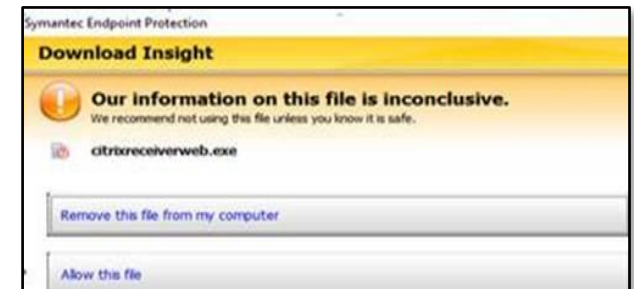 Symantec Endpoint Protection
Download Insight
Our information on this file is inconclusive.
We recommend not using this file unless you know it is safe.
citrixreceiverweb.exe
Remove this file from my computer
Allow this file